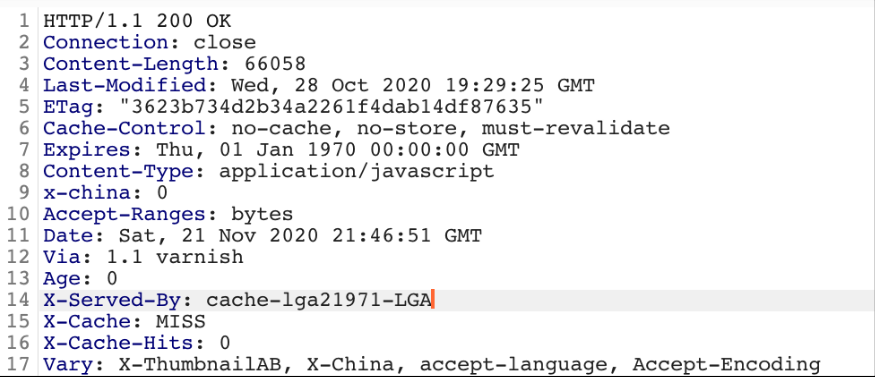 1 HTTP/1.1 200 OK
2 Connection: close
3 Content-Length: 66058
4 Last-Modified: Wed, 28 Oct 2020 19:29:25 GMT
5 ETag: "3623b734d2b34a2261f4dab14df87635"
6 Cache-Control: no-cache, no-store, must-revalidate
7 Expires: Thu, 01 Jan 1970 00:00:00 GMT
8 Content-Type: application/javascript
9 x-china: 0
10 Accept-Ranges: bytes
11 Date: Sat, 21 Nov 2020 21:46:51 GMT
12 Via: 1.1 varnish
13 Age: 0
14 X-Served-By: cache-lga21971-LGA
15 X-Cache: MISS
16 X-Cache-Hits: 0
17 Vary: X-ThumbnailAB, X-China, accept-language, Accept-Encoding